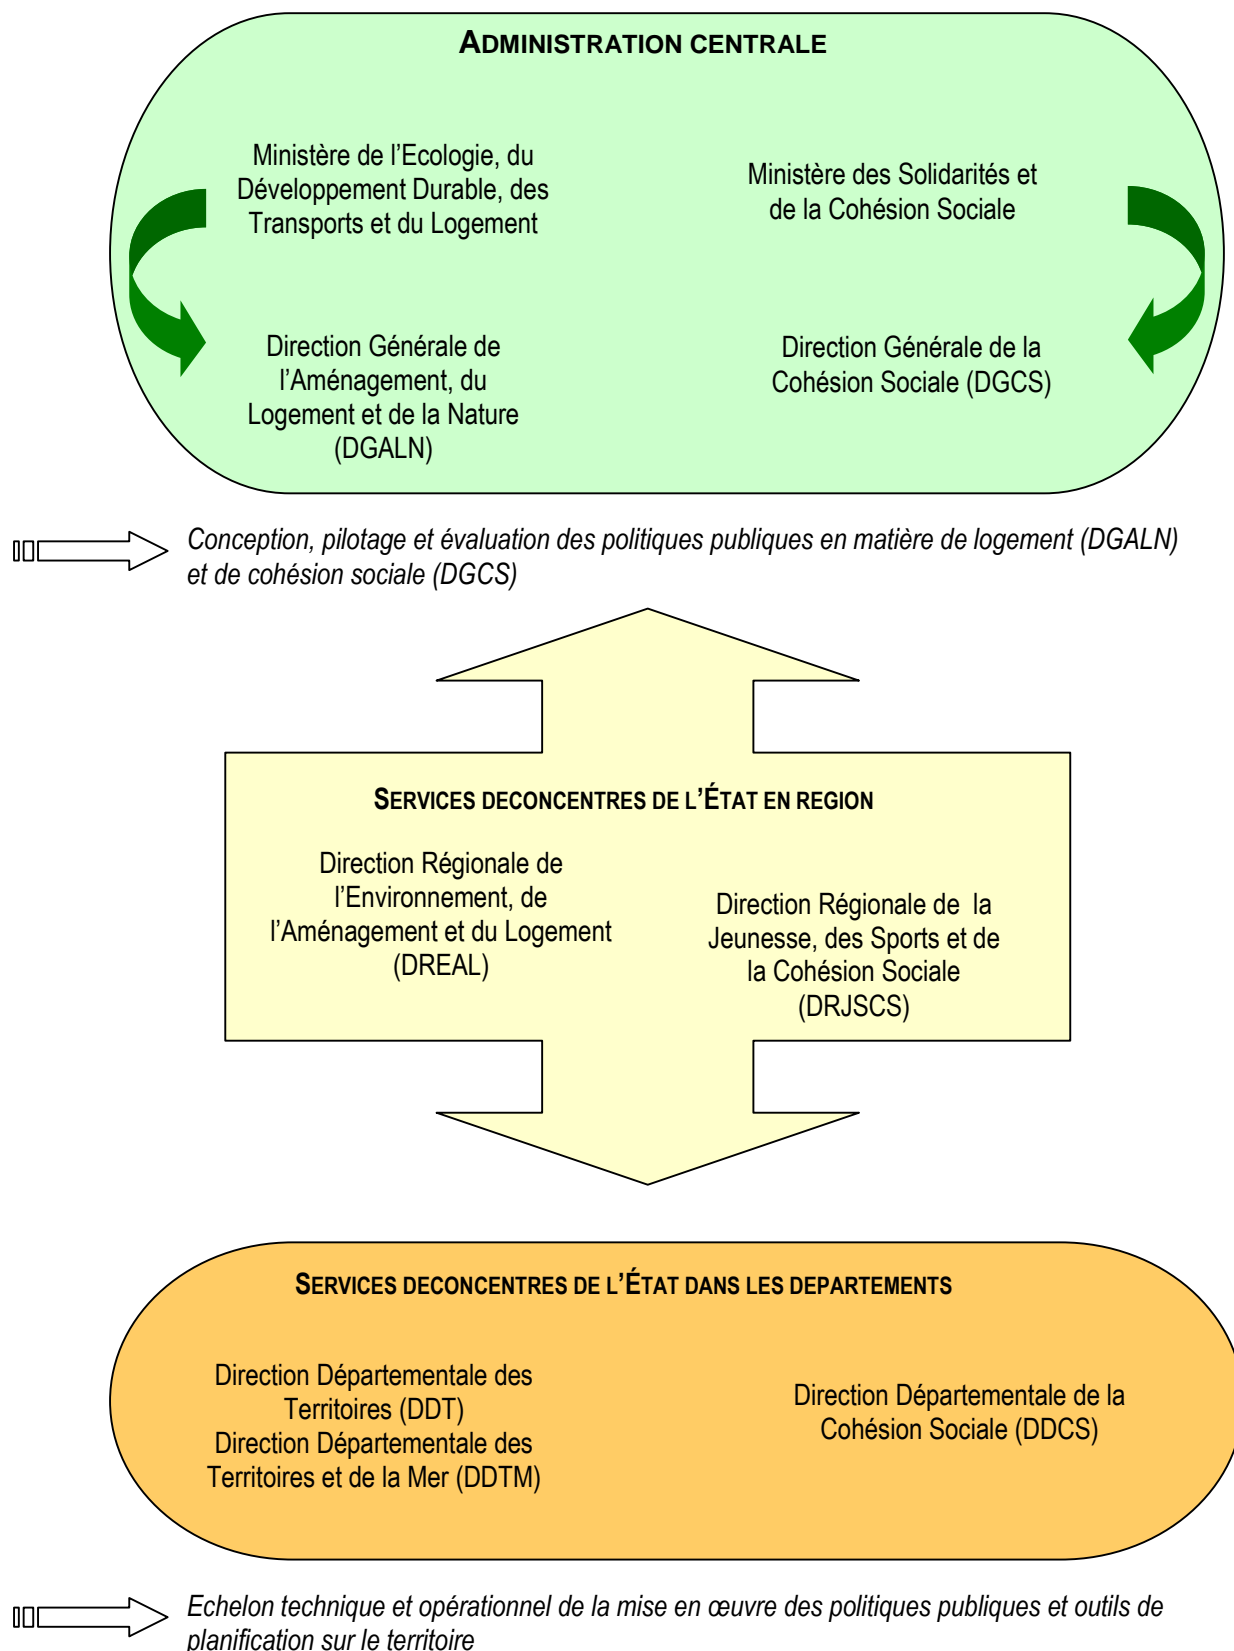 ADMINISTRATION CENTRALE
Ministère de l’Ecologie, du
Développement Durable, des
Transports et du Logement
Ministère des Solidarités et
de la Cohésion Sociale
Direction Générale de
l’Aménagement, du
Logement et de la Nature
(DGALN)
Direction Générale de la
Cohésion Sociale (DGCS)
Conception, pilotage et évaluation des politiques publiques en matière de logement (DGALN)
et de cohésion sociale (DGCS)
SERVICES DECONCENTRES DE L’ÉTAT EN REGION
Direction Régionale de
l’Environnement, de
l’Aménagement et du Logement
(DREAL)
Direction Régionale de la
Jeunesse, des Sports et de
la Cohésion Sociale
(DRJSCS)
SERVICES DECONCENTRES DE L’ÉTAT DANS LES DEPARTEMENTS
Direction Départementale des
Territoires (DDT)
Direction Départementale des
Territoires et de la Mer (DDTM)
Direction Départementale de la
Cohésion Sociale (DDCS)
Echelon technique et opérationnel de la mise en œuvre des politiques publiques et outils de
planification sur le territoire